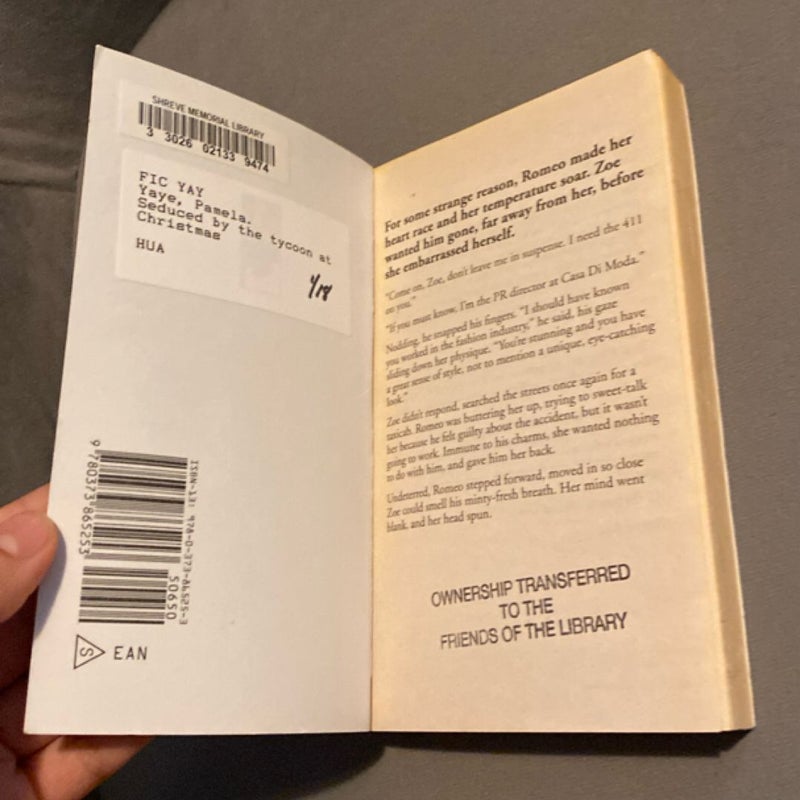 SHREVE MEMORIAL LIBRARY
3 3026 02133 9474
FIC YAY
Yaye, Pamela.
Seduced by the tycoon at
Christmas
HUA
4/18
9 780373 865253
ISBN-13: 978-0-373-86525-3
50650
S
EAN
For some strange reason, Romeo made her
heart race and her temperature soar. Zoe
wanted him gone, far away from her, before
she embarrassed herself.
"Come on, Zoe, don't leave me in suspense. I need the 411
on you."
"If you must know, I'm the PR director at Casa Di Moda."
Nodding, he snapped his fingers. "I should have known
you worked in the fashion industry," he said, his gaze
sliding down her physique. "You're stunning and you have
a great sense of style, not to mention a unique, eye-catching
look."
Zoe didn't respond, searched the streets once again for a
taxicab. Romeo was buttering her up, trying to sweet-talk
her because he felt guilty about the accident, but it wasn't
going to work. Immune to his charms, she wanted nothing
to do with him, and gave him her back.
Undeterred, Romeo stepped forward, moved in so close
Zoe could smell his minty-fresh breath. Her mind went
blank, and her head spun.
OWNERSHIP TRANSFERRED
TO THE
FRIENDS OF THE LIBRARY